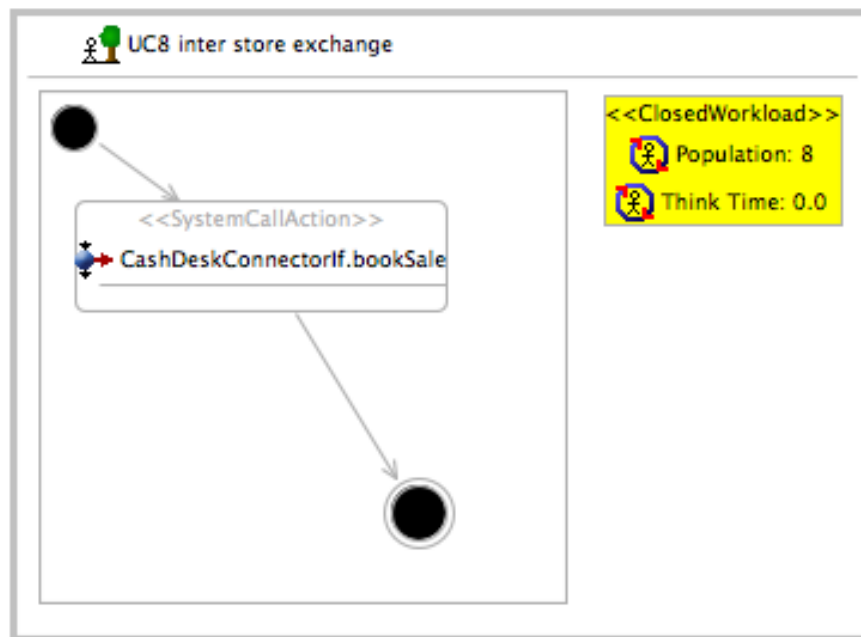 UC8 inter store exchange
<<ClosedWorkload>>
Population: 8
Think Time: 0.0
<<SystemCallAction>>
CashDeskConnectorIf.bookSale